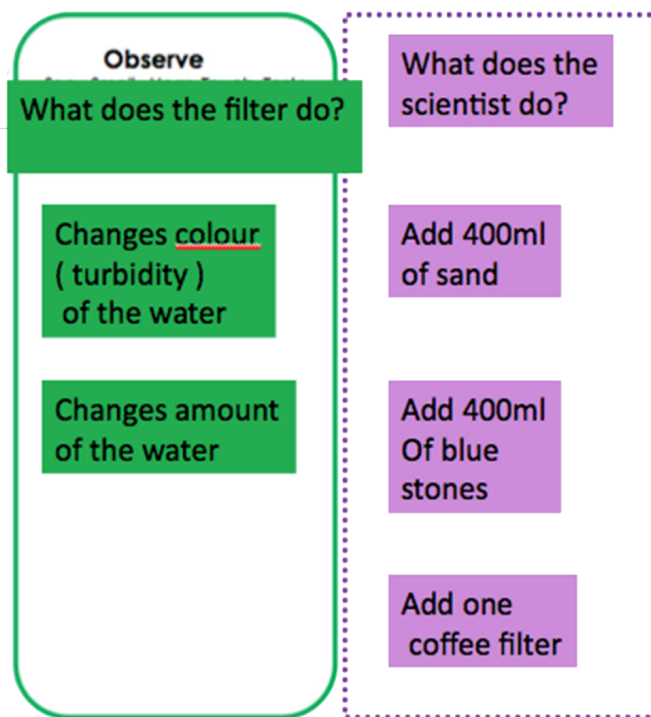 Observe
What does the filter do?
Changes colour
( turbidity )
of the water
Changes amount
of the water
What does the
scientist do?
Add 400ml
of sand
Add 400ml
Of blue
stones
Add one
coffee filter